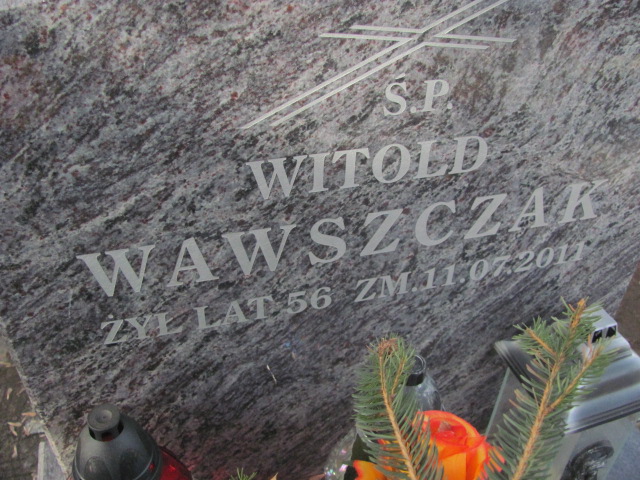 Ś.P.
WITOLD
WAWSZCZAK
ŻYŁ LAT 56 ZM.11.07.2011